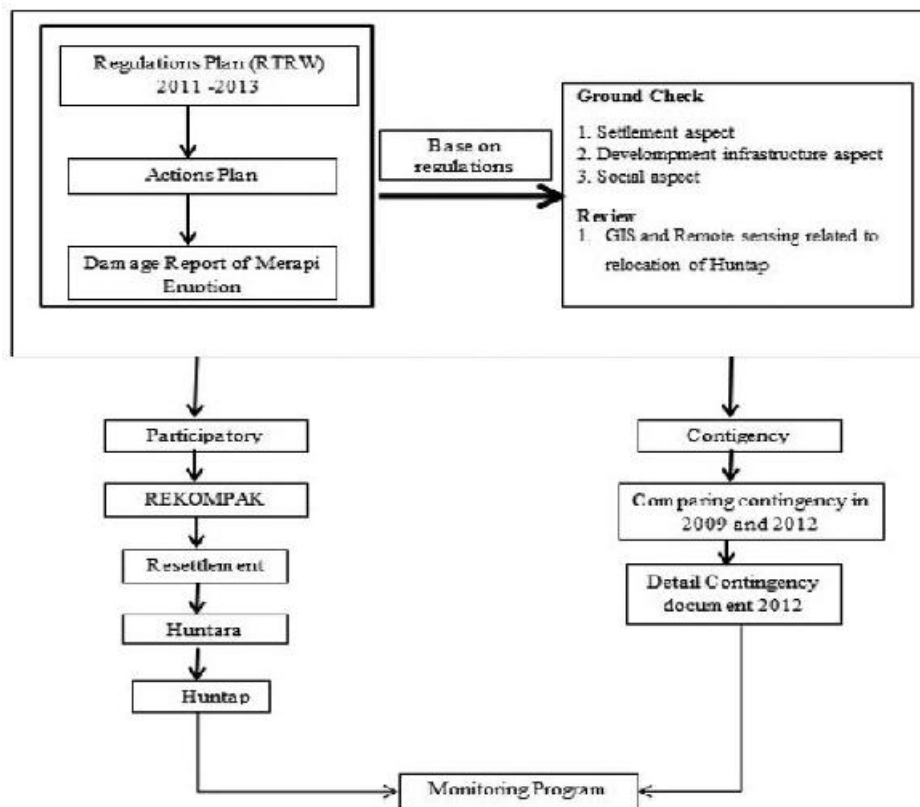 Regulations Plan (RTRW)
2011 -2013
Actions Plan
Damage Report of Merapi
Eruption
Base on
regulations
Ground Check
1. Settlement aspect
2. Develompment infrastructure aspect
3. Social aspect
Review
1. GIS and Remote sensing related to
relocation of Huntap
Participatory
REKOMPAK
Resettlement
Huntara
Huntap
Contigency
Comparing contingency in
2009 and 2012
Detail Contingency
document 2012
Monitoring Program